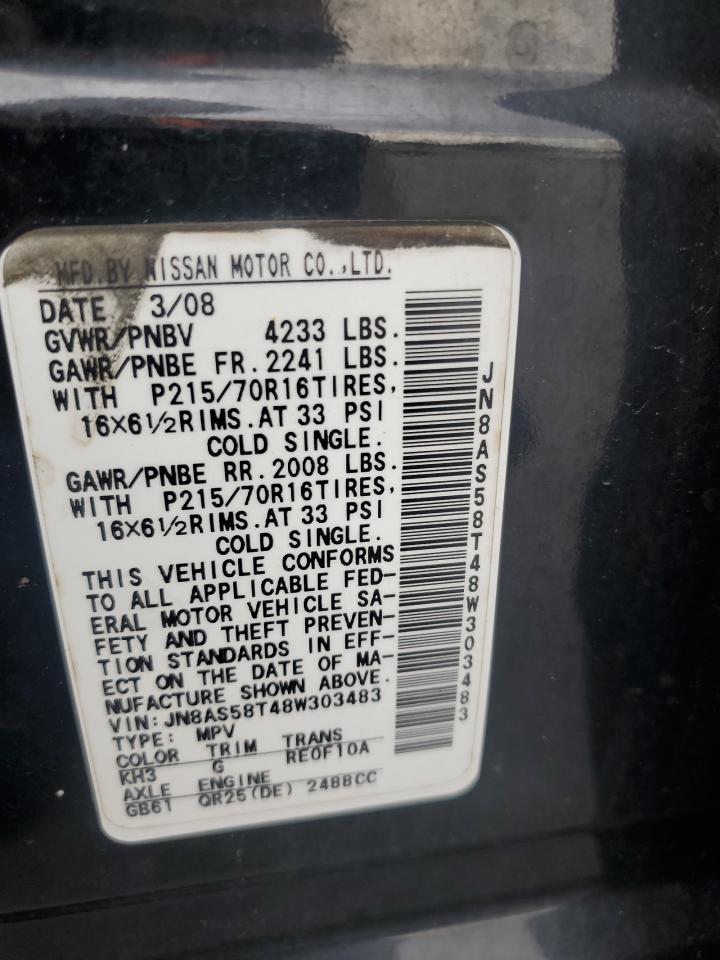 MFD.BY NISSAN MOTOR CO.,LTD.
DATE 3/08
GVWR/PNBV 4233 LBS.
GAWR/PNBE FR.2241 LBS.
WITH P215/70R16TIRES,
16X6½RIMS.AT 33 PSI
COLD SINGLE.
GAWR/PNBE RR.2008 LBS.
WITH P215/70R16TIRES,
16X6½RIMS.AT 33 PSI
COLD SINGLE.
THIS VEHICLE CONFORMS
TO ALL APPLICABLE FED-
ERAL MOTOR VEHICLE SA-
FETY AND THEFT PREVEN-
TION STANDARDS IN EFF-
ECT ON THE DATE OF MA-
NUFACTURE SHOWN ABOVE.
VIN:JN8AS58T48W303483
TYPE: MPV
COLOR TRIM TRANS
KH3 G RE0F10A
AXLE ENGINE
GB61 QR25(DE) 2488CC
JN8AS58T48W303483